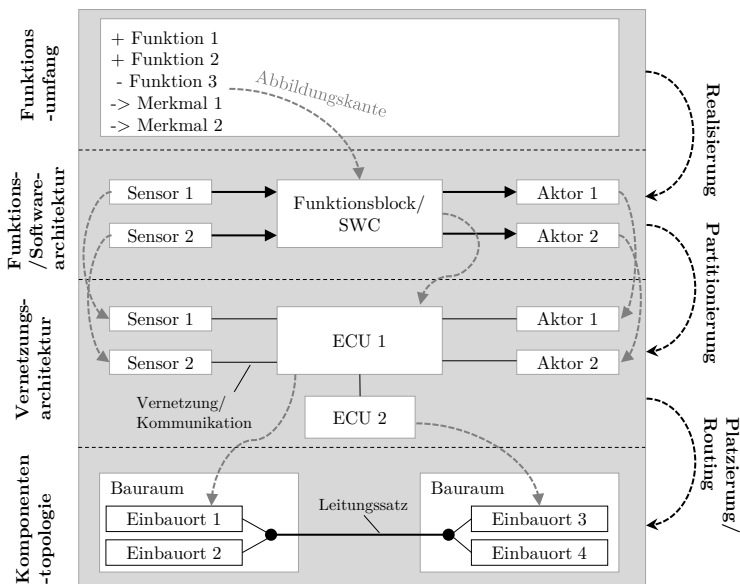 Funktions
-umfang
+ Funktion 1
+ Funktion 2
- Funktion 3
-> Merkmal 1
-> Merkmal 2
Abbildungskante
Realisierung
Funktions-
/Software-
architektur
Sensor 1
Sensor 2
Funktionsblock/
SWC
Aktor 1
Aktor 2
Partitionierung
Vernetzungs-
architektur
Sensor 1
Sensor 2
ECU 1
Aktor 1
Aktor 2
Vernetzung/
Kommunikation
ECU 2
Platzierung/
Routing
Komponenten
-topologie
Bauraum
Einbauort 1
Einbauort 2
Leitungssatz
Bauraum
Einbauort 3
Einbauort 4